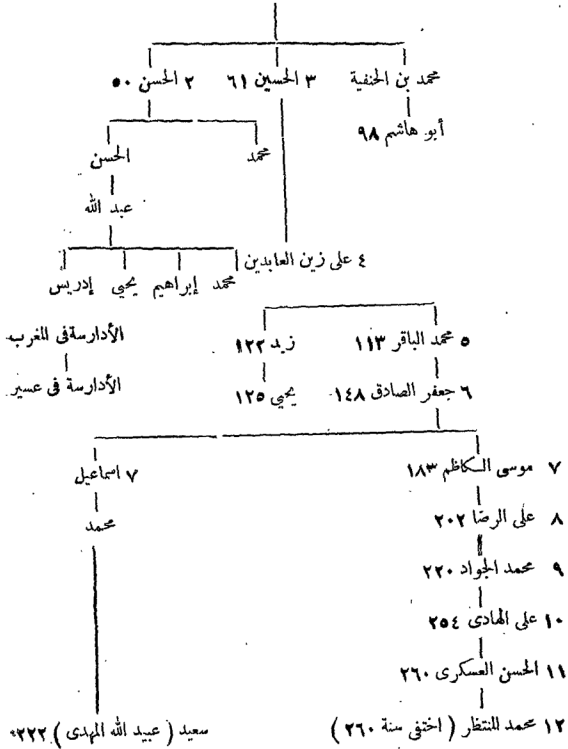 محمد بن الحنفية ٣ الحسين ٦١ ٢ الحسن ٥٠
أبو هاشم ٩٨
محمد الحسن
عبد الله
٤ على زين العابدين
محمد إبراهيم يحيى إدريس
٥ محمد الباقر ١١٣ زيد ١٢٢ الأدارسة فى المغرب
٦ جعفر الصادق ١٤٨ يحيى ١٢٥ الأدارسة فى عسير
٧ موسى الكاظم ١٨٣ ٧ اسماعيل
٨ على الرضا ٢٠٢ محمد
٩ محمد الجواد ٢٢٠
١٠ على الهادى ٢٥٤
١١ الحسن العسكرى ٢٦٠
١٢ محمد المنتظر ( اختفى سنة ٢٦٠ ) سعيد ( عبيد الله المهدى ) ٢٢٢